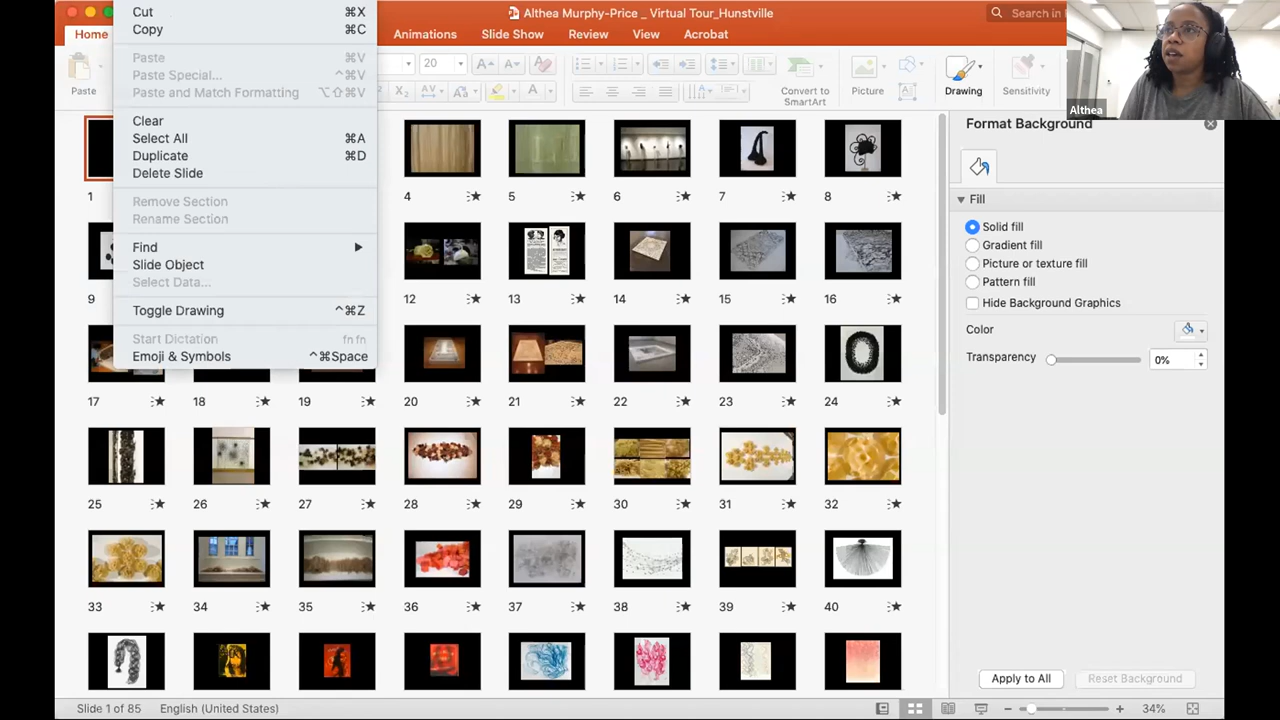 Cut ⌘X
Althea Murphy-Price _ Virtual Tour_Hunstville
Search in
Copy ⌘C
Home
Animations
Slide Show
Review
View
Acrobat
Paste ⌘V
Paste Special... ^⌘V
Paste and Match Formatting ⌥⇧⌘V
Paste
20
Convert to
SmartArt
Picture
Drawing
Sensitivity
Althea
Clear
Select All ⌘A
Duplicate ⌘D
Delete Slide
Remove Section
Rename Section
Find
Slide Object
Select Data...
Toggle Drawing ^⌘Z
Start Dictation fn fn
Emoji & Symbols ^⌘Space
1 4 5 6 7 8
9 12 13 14 15 16
17 18 19 20 21 22 23 24
25 26 27 28 29 30 31 32
33 34 35 36 37 38 39 40
Format Background
Fill
Solid fill
Gradient fill
Picture or texture fill
Pattern fill
Hide Background Graphics
Color
Transparency 0%
Apply to All
Reset Background
Slide 1 of 85
English (United States)
34%